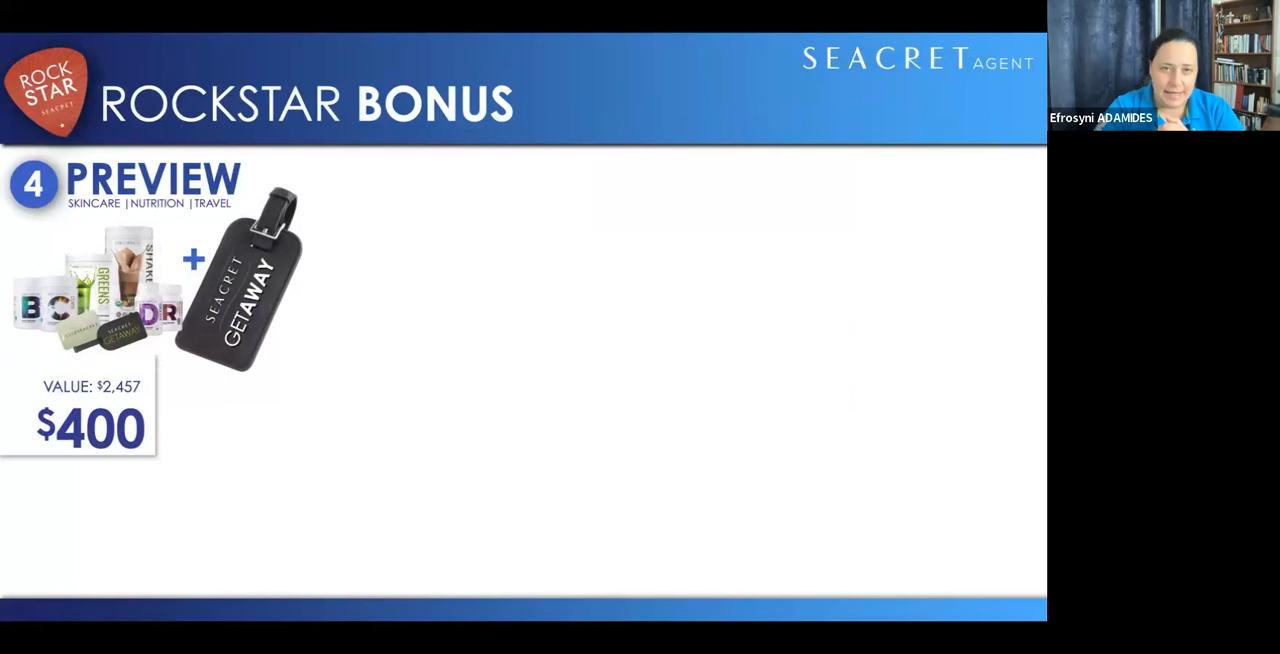 ROCK
STAR
SEACRET
ROCKSTAR BONUS
SEACRET AGENT
Efrosyni ADAMIDES
4
PREVIEW
SKINCARE | NUTRITION | TRAVEL
SHAKE
GREENS
B
C
D
R
SEACRET
GETAWAY
+
SEACRET
GETAWAY
VALUE: $2,457
$400